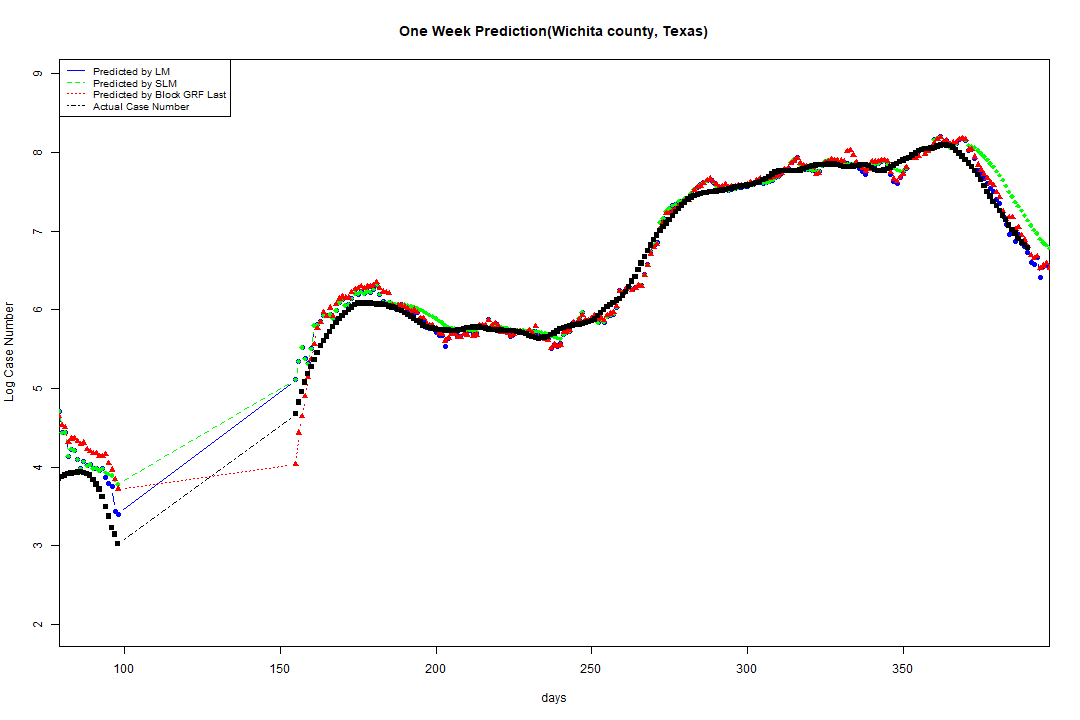 One Week Prediction(Wichita county, Texas)
Predicted by LM
Predicted by SLM
Predicted by Block GRF Last
Actual Case Number
9
8
7
6
5
4
3
2
Log Case Number
100 150 200 250 300 350
days